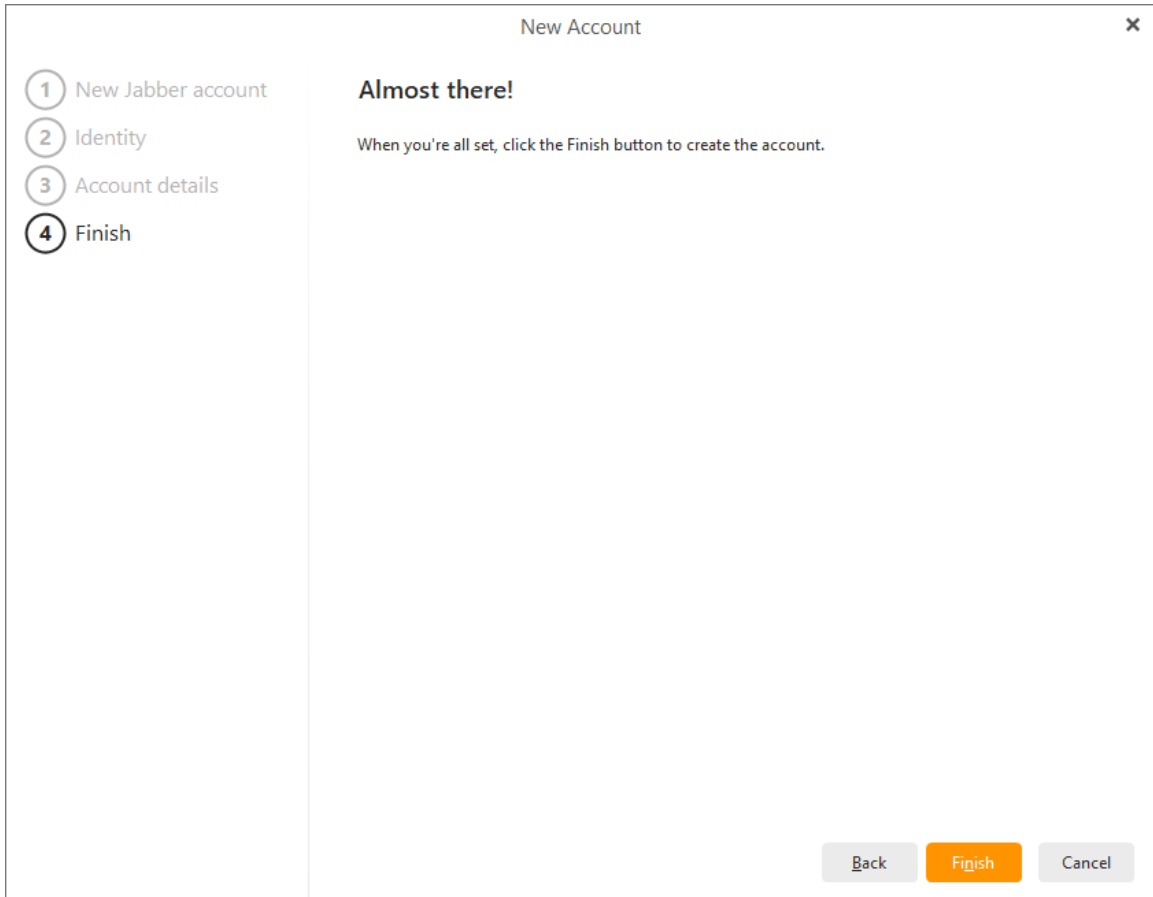 New Account
1 New Jabber account
2 Identity
3 Account details
4 Finish
Almost there!
When you're all set, click the Finish button to create the account.
Back
Finish
Cancel